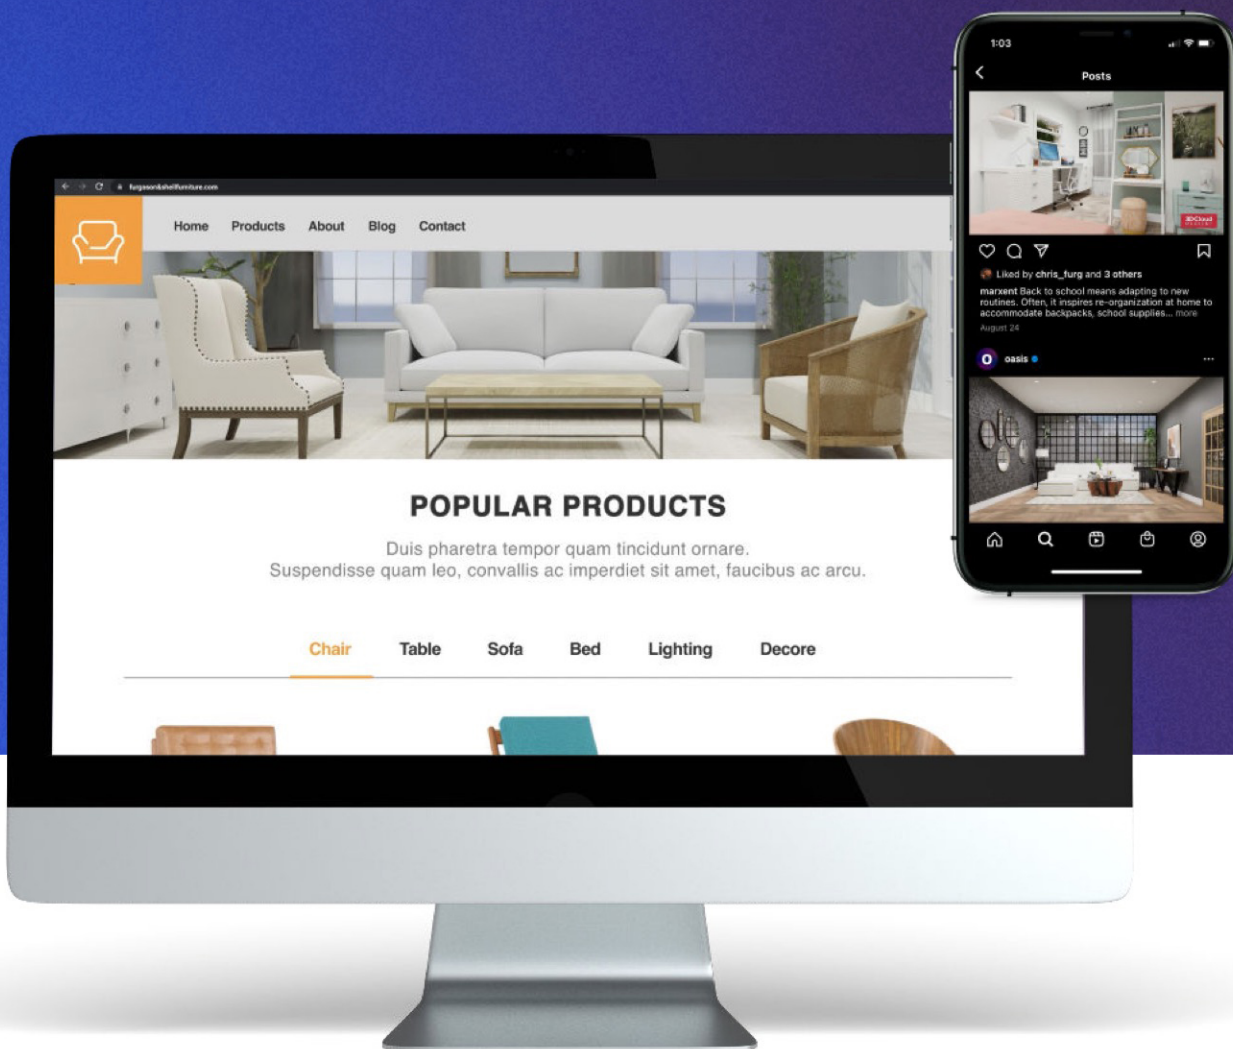 furgason&shellfurniture.com
Home Products About Blog Contact
POPULAR PRODUCTS
Duis pharetra tempor quam tincidunt ornare.
Suspendisse quam leo, convallis ac imperdiet sit amet, faucibus ac arcu.
Chair Table Sofa Bed Lighting Decore
1:03
Posts
3DCloud
Liked by chris_furg and 3 others
marxent Back to school means adapting to new
routines. Often, it inspires re-organization at home to
accommodate backpacks, school supplies... more
August 24
O oasis